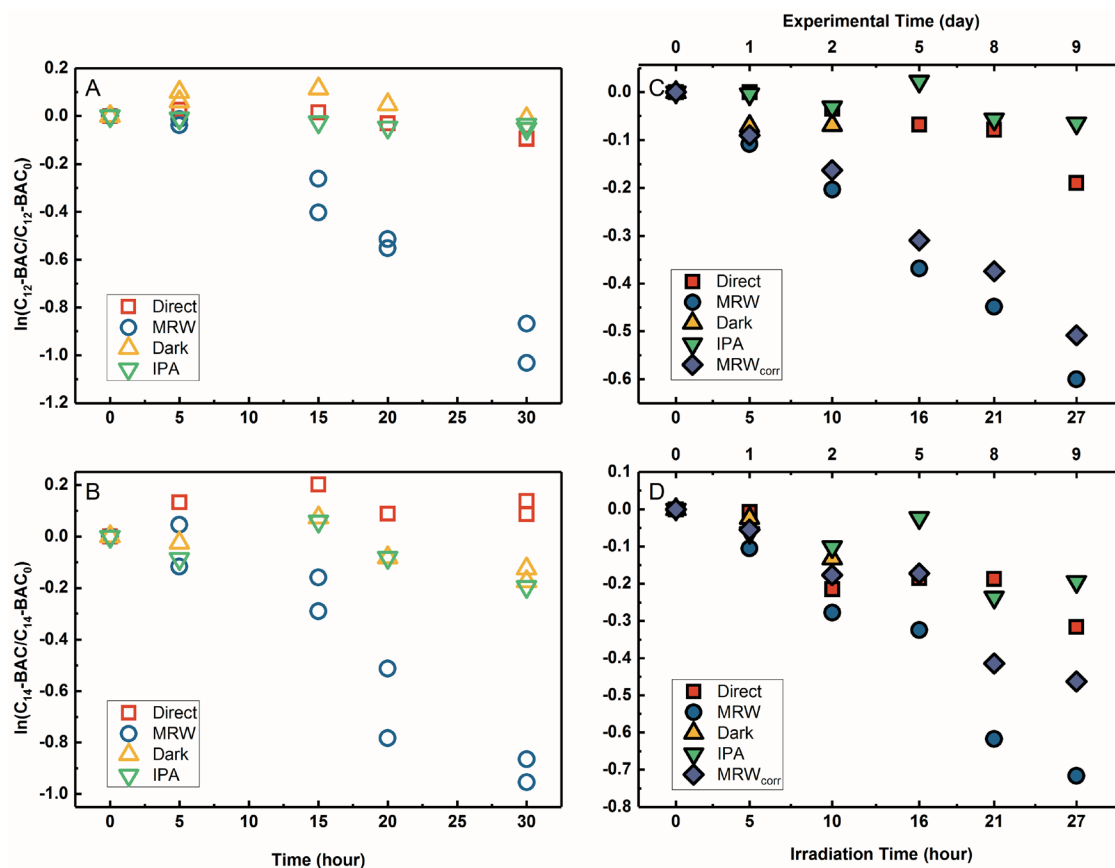 A
0.2
0.0
-0.2
-0.4
-0.6
-0.8
-1.0
-1.2
ln(C12-BAC/C12-BAC0)
Direct
MRW
Dark
IPA
0 5 10 15 20 25 30
Experimental Time (day)
0 1 2 5 8 9
C
0.0
-0.1
-0.2
-0.3
-0.4
-0.5
-0.6
Direct
MRW
Dark
IPA
MRWcorr
0 5 10 16 21 27
B
0.2
0.0
-0.2
-0.4
-0.6
-0.8
-1.0
ln(C14-BAC/C14-BAC0)
Direct
MRW
Dark
IPA
0 5 10 15 20 25 30
Time (hour)
0 1 2 5 8 9
D
0.1
0.0
-0.1
-0.2
-0.3
-0.4
-0.5
-0.6
-0.7
-0.8
Direct
MRW
Dark
IPA
MRWcorr
0 5 10 16 21 27
Irradiation Time (hour)